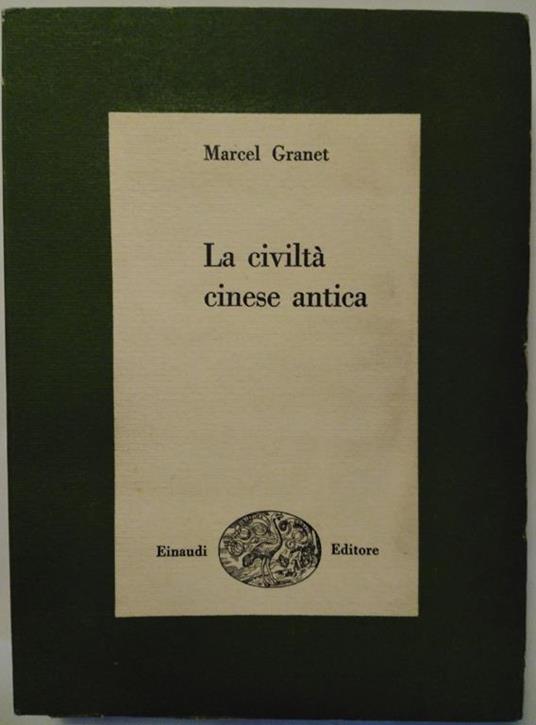 Marcel Granet
La civiltà
cinese antica
Einaudi Editore